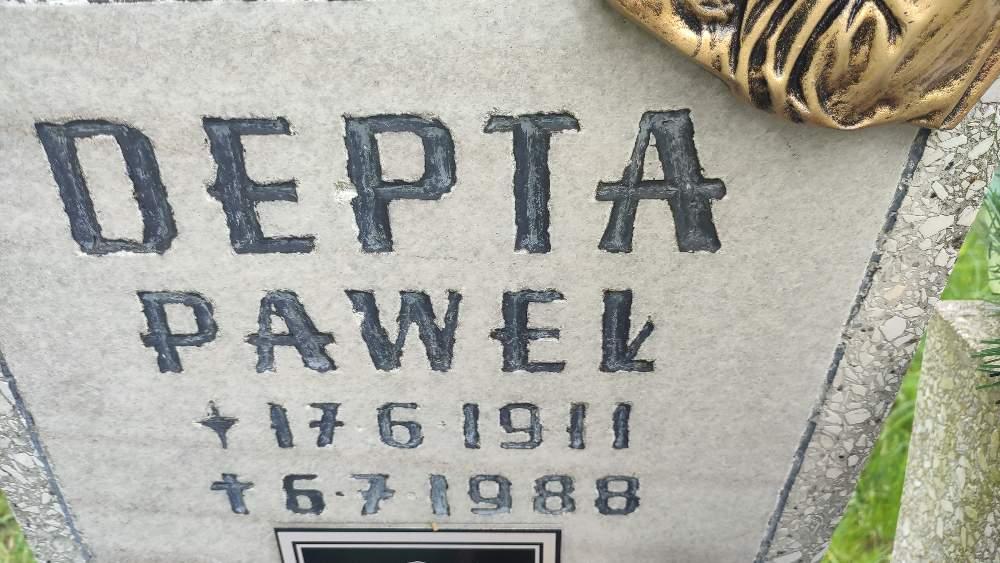 DEPTA
PAWEŁ
17 6 1911
† 6·7 1988